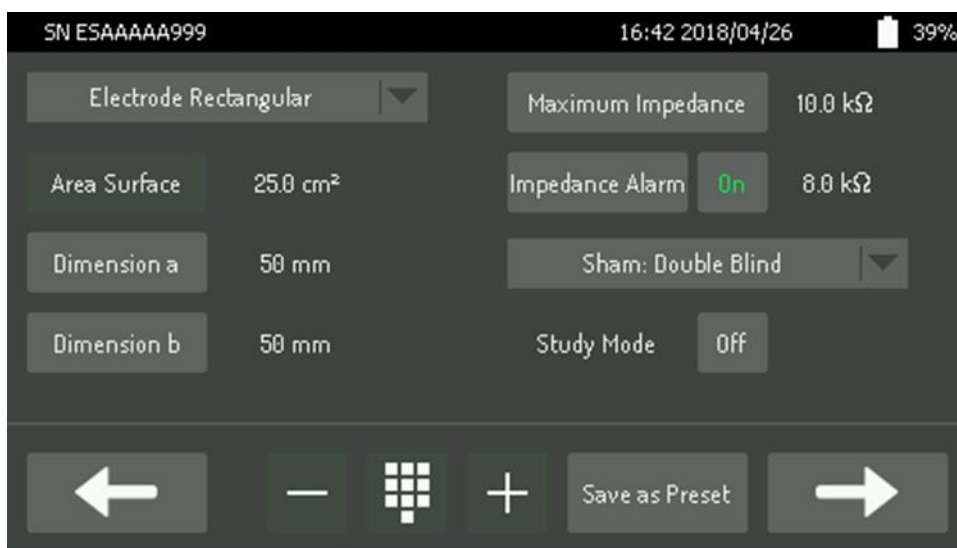 SN ESAAAAA999 16:42 2018/04/26 39%
Electrode Rectangular
Maximum Impedance 10.0 kΩ
Area Surface 25.0 cm²
Impedance Alarm On 8.0 kΩ
Dimension a 50 mm
Sham: Double Blind
Dimension b 50 mm
Study Mode Off
Save as Preset